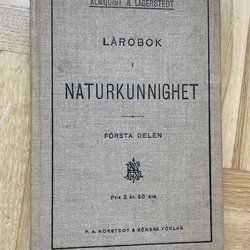 ALMQUIST & LAGERSTEDT
LÄROBOK
I
NATURKUNNIGHET
FÖRSTA DELEN
Pris 3 kr. 50 öre
P. A. NORSTEDT & SÖNERS FÖRLAG